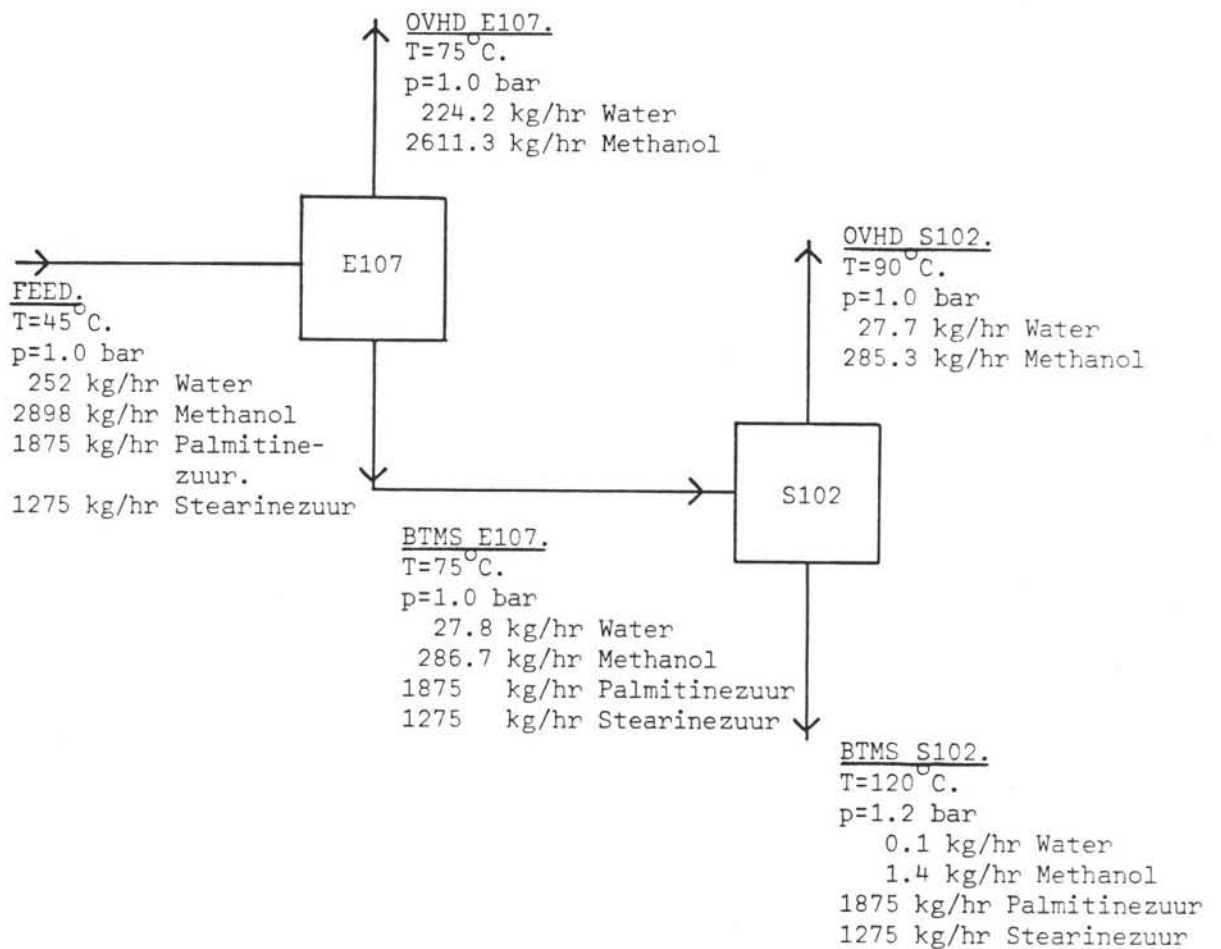 OVHD E107.
T=75°C.
p=1.0 bar
224.2 kg/hr Water
2611.3 kg/hr Methanol
E107
FEED.
T=45°C.
p=1.0 bar
252 kg/hr Water
2898 kg/hr Methanol
1875 kg/hr Palmitine-
zuur.
1275 kg/hr Stearinezuur
OVHD S102.
T=90°C.
p=1.0 bar
27.7 kg/hr Water
285.3 kg/hr Methanol
S102
BTMS E107.
T=75°C.
p=1.0 bar
27.8 kg/hr Water
286.7 kg/hr Methanol
1875 kg/hr Palmitinezuur
1275 kg/hr Stearinezuur
BTMS S102.
T=120°C.
p=1.2 bar
0.1 kg/hr Water
1.4 kg/hr Methanol
1875 kg/hr Palmitinezuur
1275 kg/hr Stearinezuur